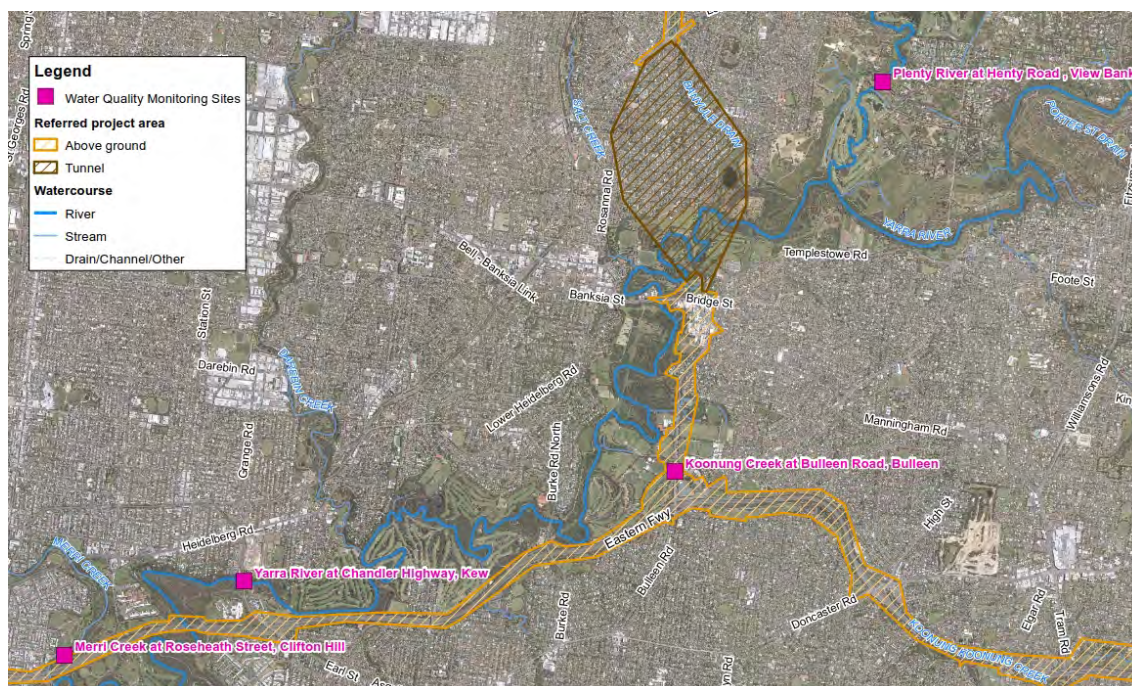 Legend
Water Quality Monitoring Sites
Referred project area
Above ground
Tunnel
Watercourse
River
Stream
Drain/Channel/Other
Plenty River at Henty Road , View Bank
PORTER ST DRAIN
SALT CREEK
Rosanna Rd
YARRA RIVER
Templestowe Rd
Foote St
Bell - Banksia Link
Banksia St
Bridge St
Station St
Darebin Rd
DAREBIN CREEK
Lower Heidelberg Rd
Williamsons Rd
Manningham Rd
Grange Rd
Burke Rd North
Koonung Creek at Bulleen Road, Bulleen
High St
Heidelberg Rd
Eastern Fwy
MERRI CREEK
Bulleen Rd
Yarra River at Chandler Highway, Kew
Burke Rd
Doncaster Rd
Elgar Rd
Tram Rd
KOONUNG KOONUNG CREEK
Merri Creek at Roseheath Street, Clifton Hill
Earl St